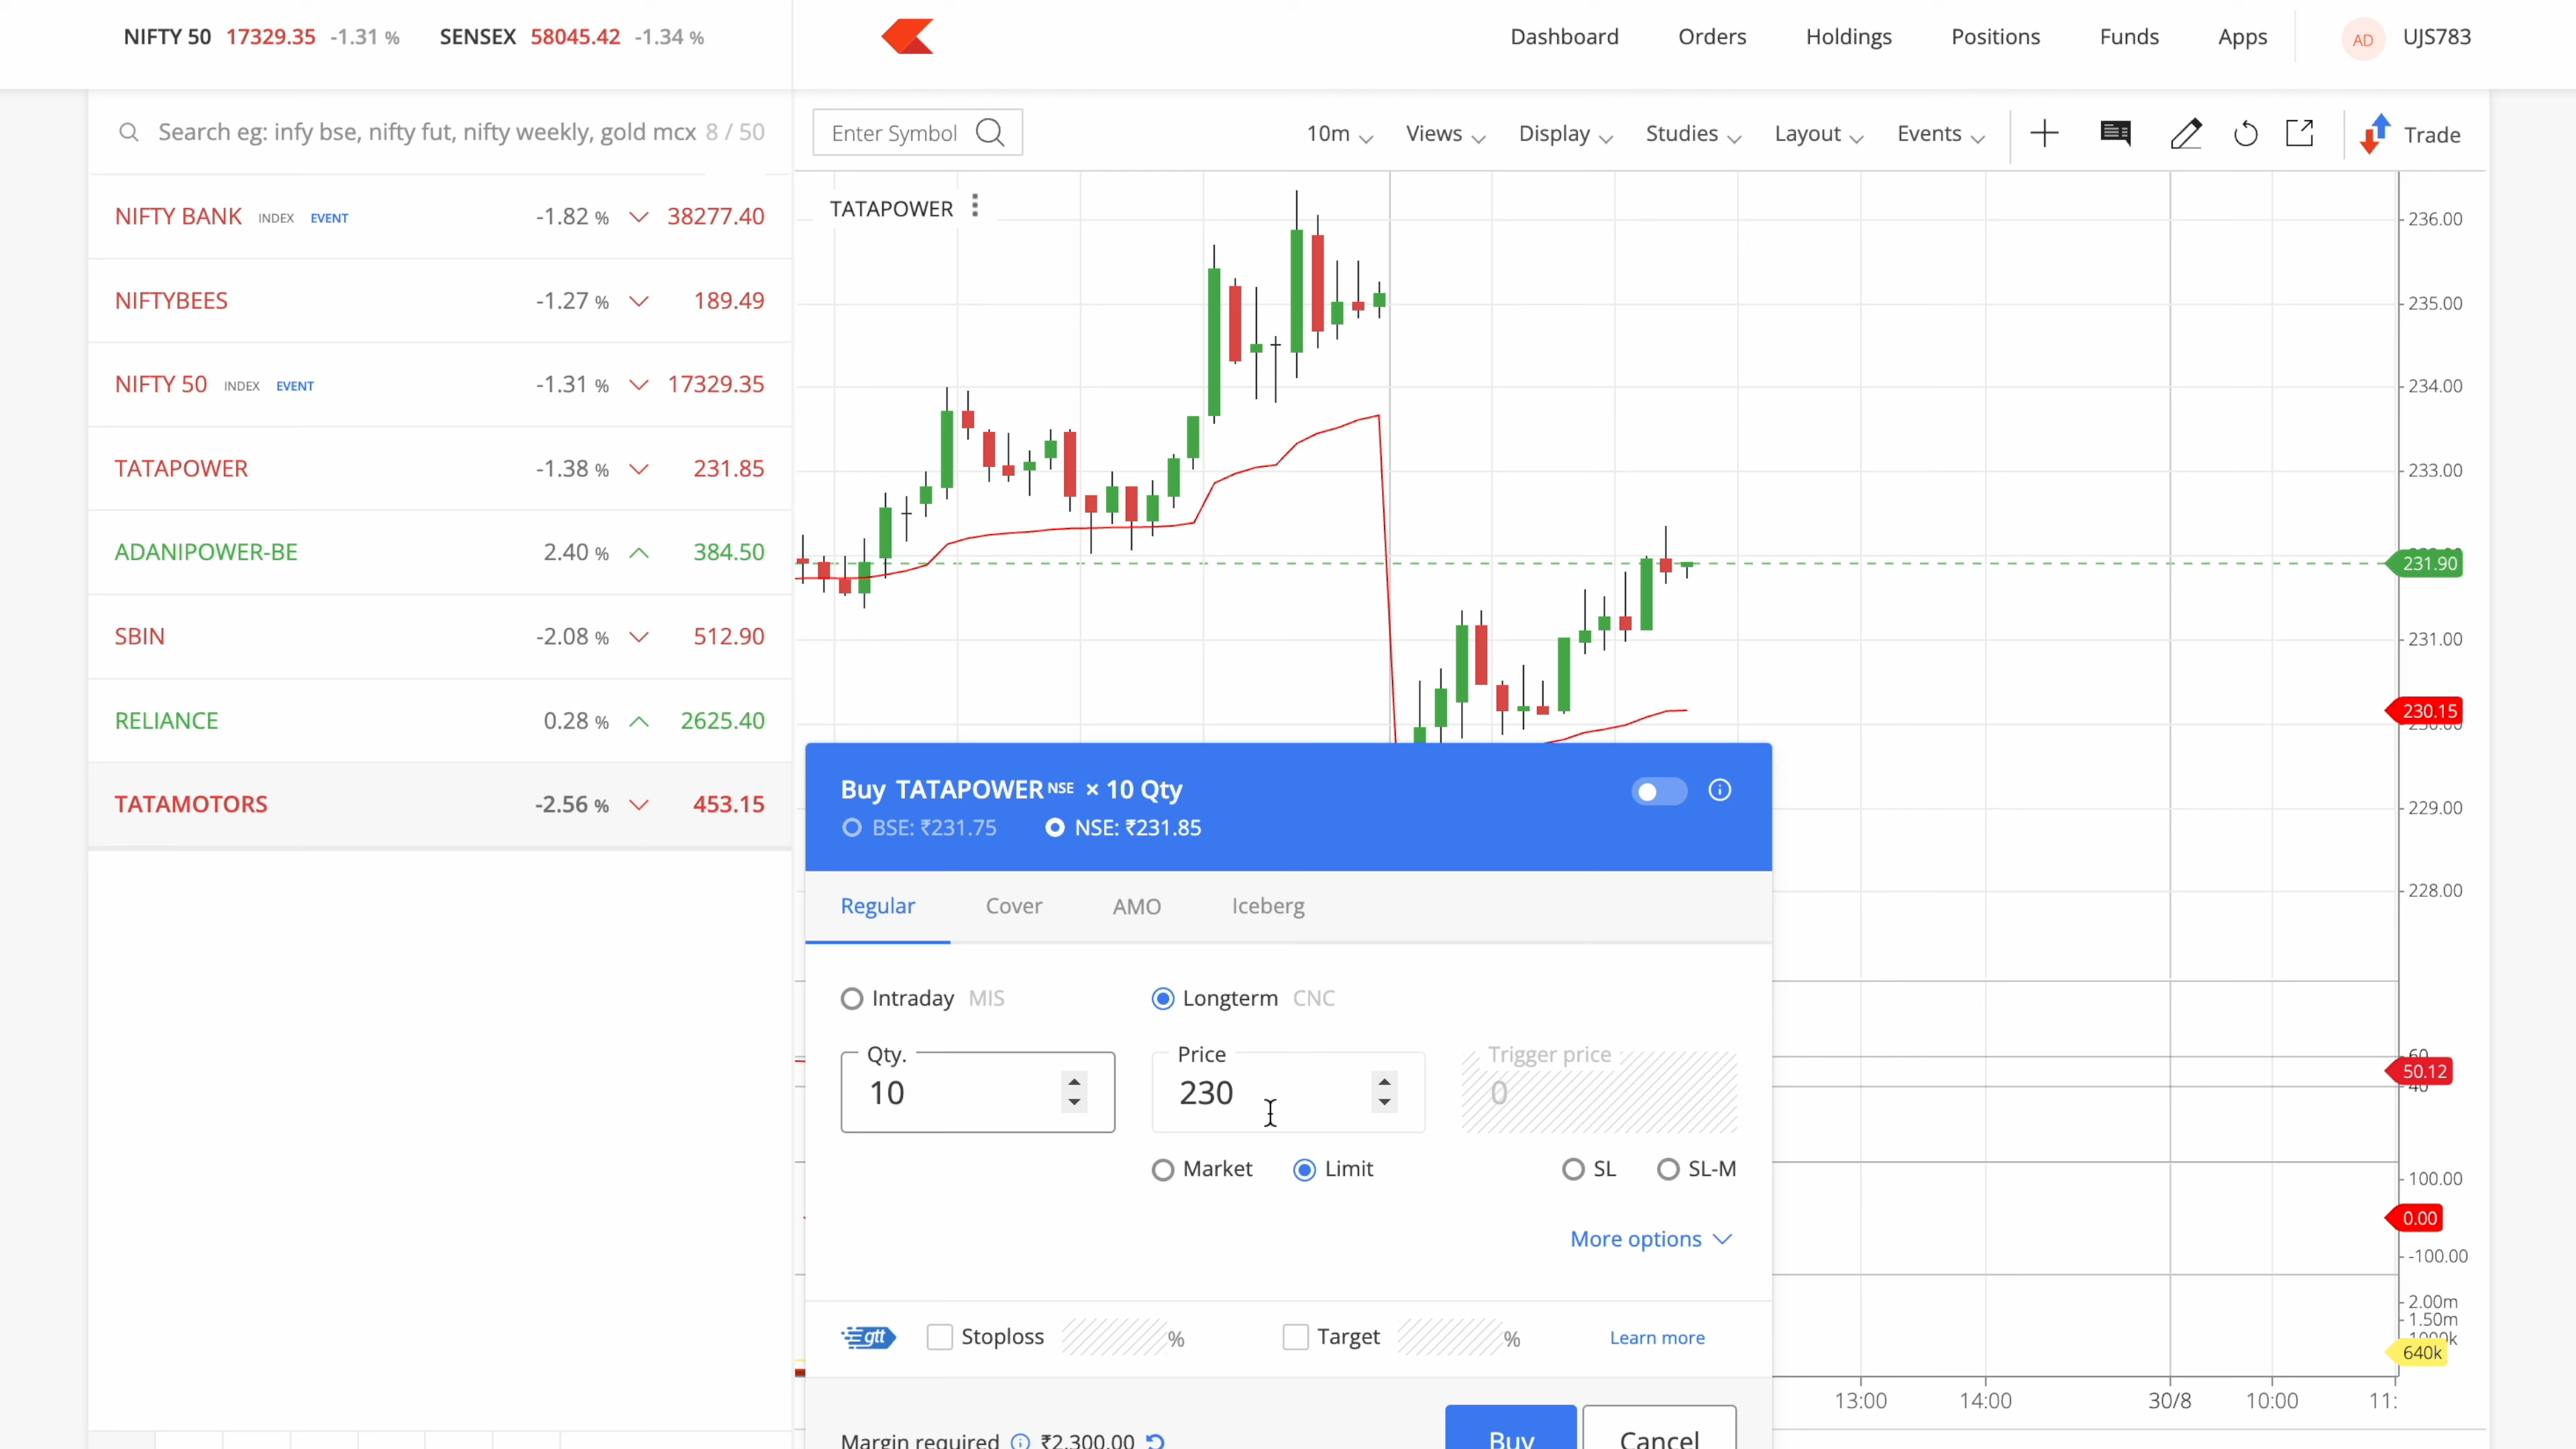 NIFTY 50 17329.35 -1.31 % SENSEX 58045.42 -1.34 %
Dashboard Orders Holdings Positions Funds Apps AD UJS783
Search eg: infy bse, nifty fut, nifty weekly, gold mcx 8 / 50
NIFTY BANK INDEX EVENT -1.82 % 38277.40
NIFTYBEES -1.27 % 189.49
NIFTY 50 INDEX EVENT -1.31 % 17329.35
TATAPOWER -1.38 % 231.85
ADANIPOWER-BE 2.40 % 384.50
SBIN -2.08 % 512.90
RELIANCE 0.28 % 2625.40
TATAMOTORS -2.56 % 453.15
Enter Symbol 10m Views Display Studies Layout Events Trade
TATAPOWER
236.00
235.00
234.00
233.00
231.90
231.00
230.15
229.00
228.00
50.12
100.00
0.00
-100.00
2.00m
1.50m
640k
13:00 14:00 30/8 10:00 11:
Buy TATAPOWER NSE × 10 Qty
BSE: ₹231.75 NSE: ₹231.85
Regular Cover AMO Iceberg
Intraday MIS Longterm CNC
Qty. Price Trigger price
10 230 0
Market Limit SL SL-M
More options
gtt Stoploss % Target % Learn more
Margin required ₹2,300.00 Buy Cancel